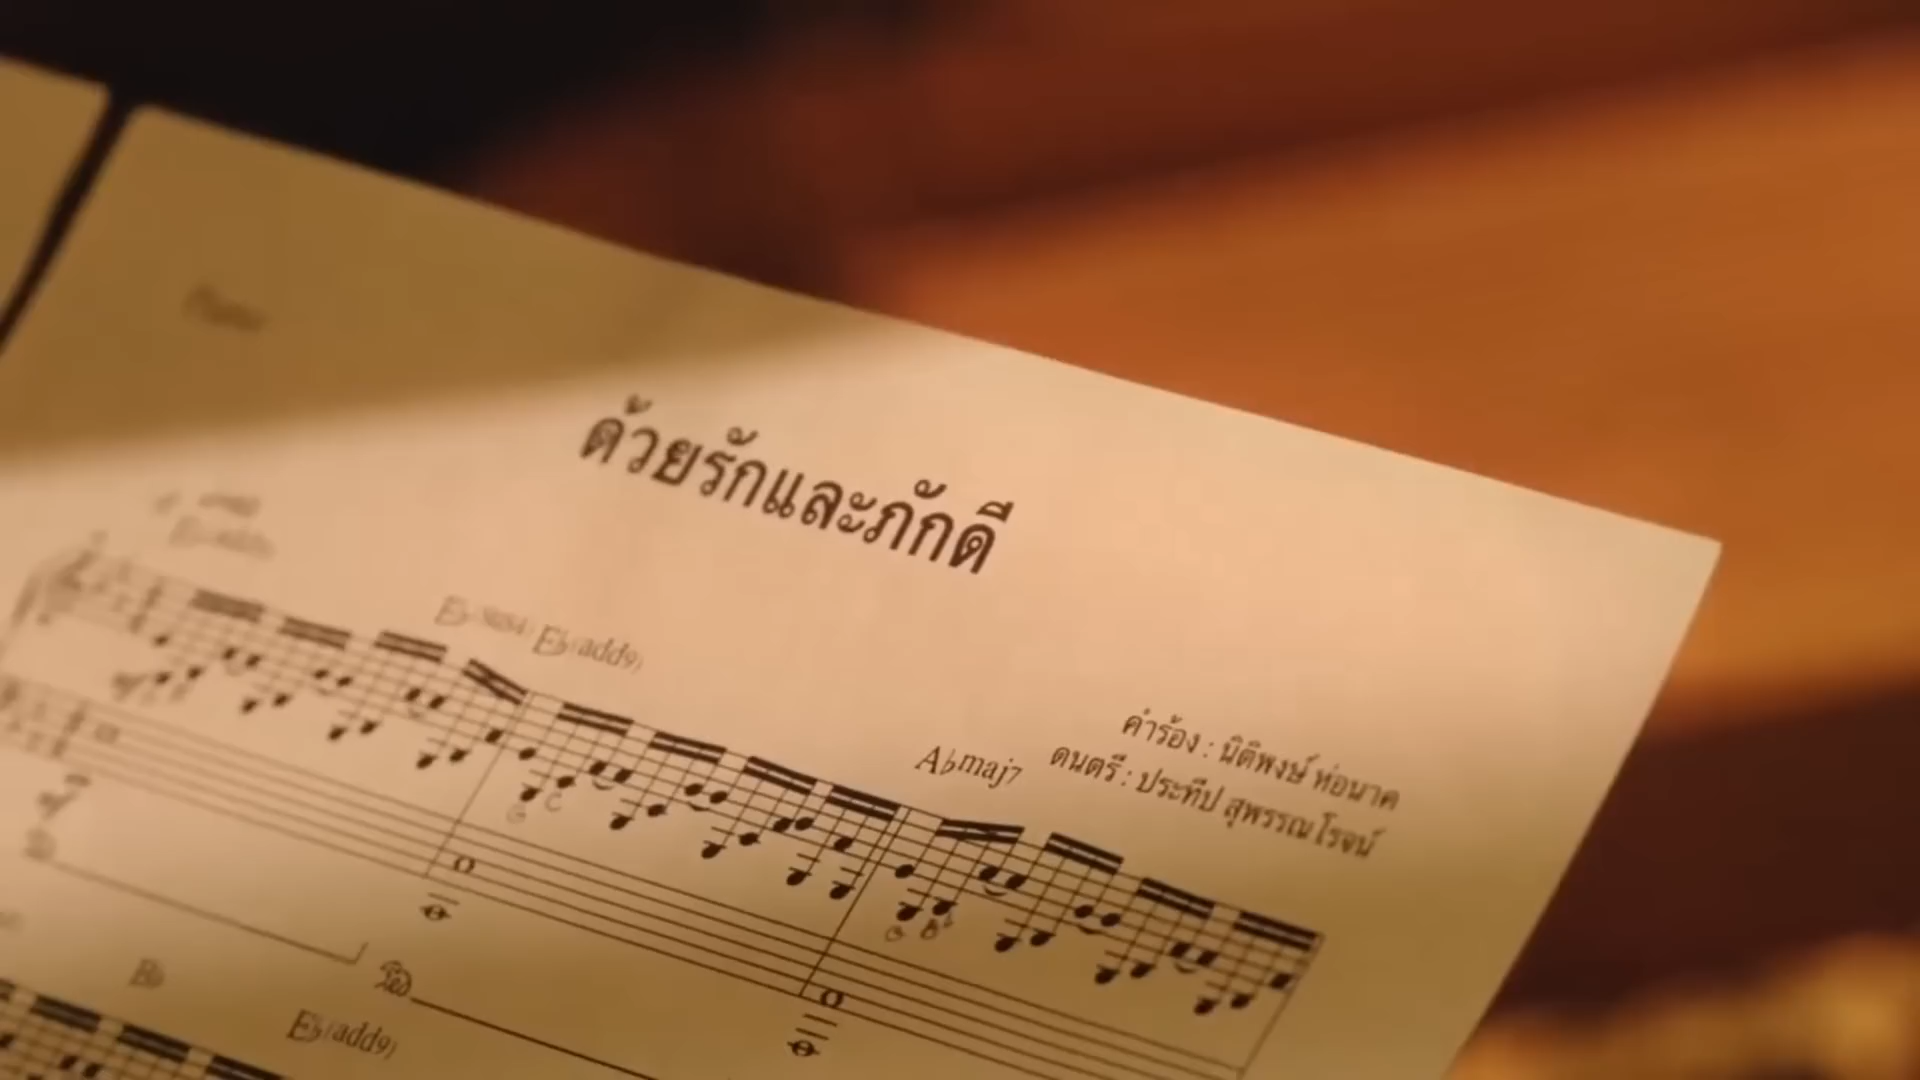 ด้วยรักและภักดี
E♭(sus4) E♭(add9)
คำร้อง : นิติพงษ์ ห่อนาค
ดนตรี : ประทีป สุพรรณโรจน์
A♭maj7
B♭
E♭(add9)